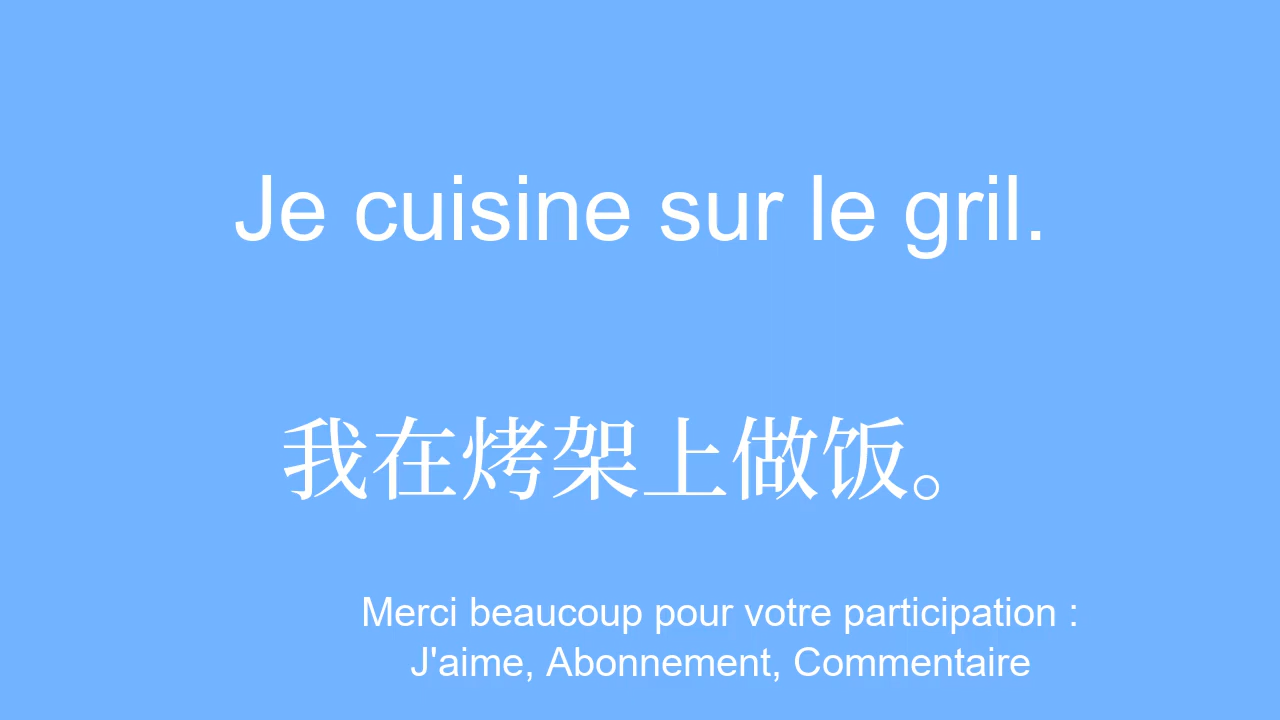 Je cuisine sur le gril.
我在烤架上做饭。
Merci beaucoup pour votre participation :
J'aime, Abonnement, Commentaire